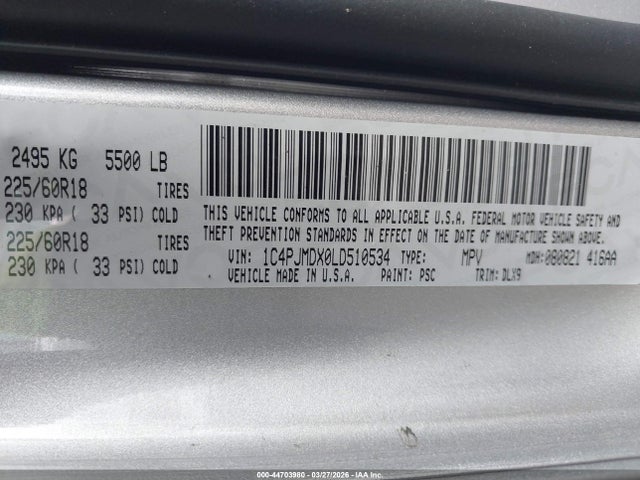 2495 KG 5500 LB
225/60R18 TIRES
230 KPA ( 33 PSI) COLD
225/60R18 TIRES
230 KPA ( 33 PSI) COLD
THIS VEHICLE CONFORMS TO ALL APPLICABLE U.S.A. FEDERAL MOTOR VEHICLE SAFETY AND
THEFT PREVENTION STANDARDS IN EFFECT ON THE DATE OF MANUFACTURE SHOWN ABOVE.
VIN: 1C4PJMDX0LD510534 TYPE: MPV MDH: 080821 416AA
VEHICLE MADE IN U.S.A. PAINT: PSC TRIM: DLX9
000-44703980 - 03/27/2026 - IAA Inc.